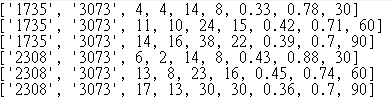 ['1735', '3073', 4, 4, 14, 8, 0.33, 0.78, 30]
['1735', '3073', 11, 10, 24, 15, 0.42, 0.71, 60]
['1735', '3073', 14, 16, 38, 22, 0.39, 0.7, 90]
['2308', '3073', 6, 2, 14, 8, 0.43, 0.88, 30]
['2308', '3073', 13, 8, 23, 16, 0.45, 0.74, 60]
['2308', '3073', 17, 13, 30, 30, 0.36, 0.7, 90]